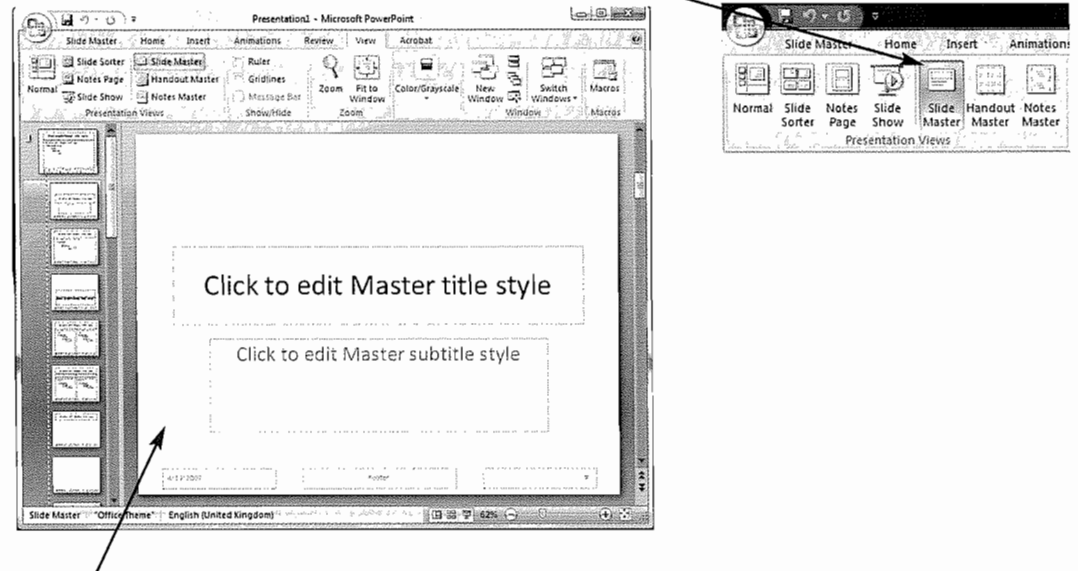 Presentation1 - Microsoft PowerPoint
Slide Master Home Insert Animations Review View Acrobat
Normal
Slide Sorter
Notes Page
Slide Show
Slide Master
Handout Master
Notes Master
Presentation Views
Ruler
Gridlines
Message Bar
Show/Hide
Zoom
Fit to
Window
Zoom
Color/Grayscale
New
Window
Switch
Windows
Window
Macros
Macros
Click to edit Master title style
Click to edit Master subtitle style
Footer
Slide Master "Office Theme" English (United Kingdom) 62%
Slide Master Home Insert Animations
Normal
Slide
Sorter
Notes
Page
Slide
Show
Slide
Master
Handout
Master
Notes
Master
Presentation Views